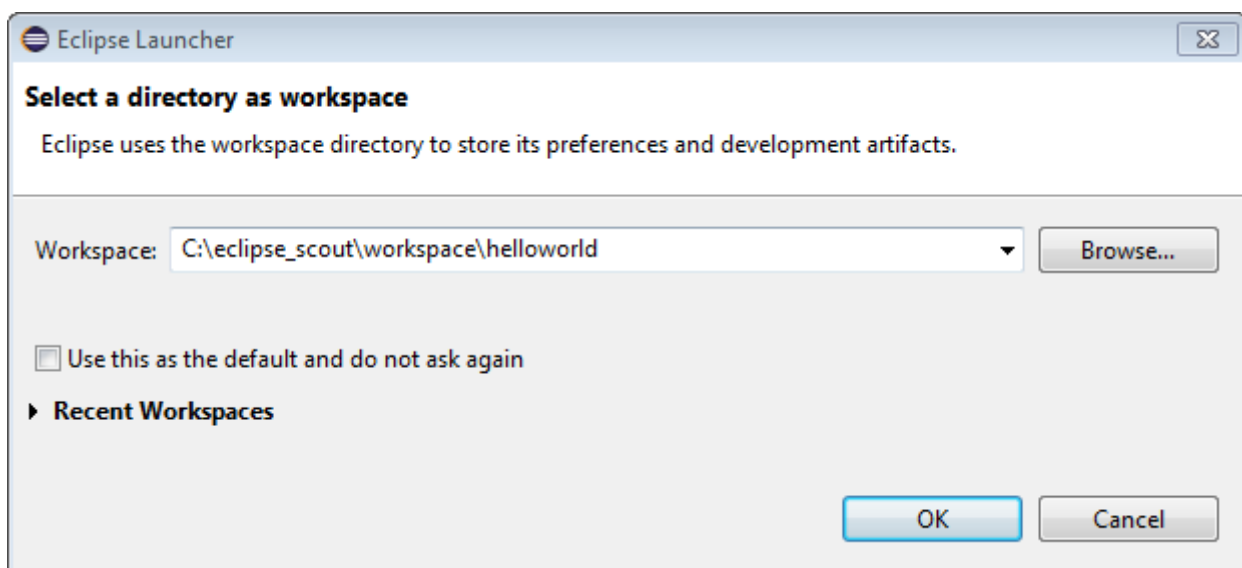 Eclipse Launcher
Select a directory as workspace
Eclipse uses the workspace directory to store its preferences and development artifacts.
Workspace: C:\eclipse_scout\workspace\helloworld Browse...
Use this as the default and do not ask again
Recent Workspaces
OK Cancel